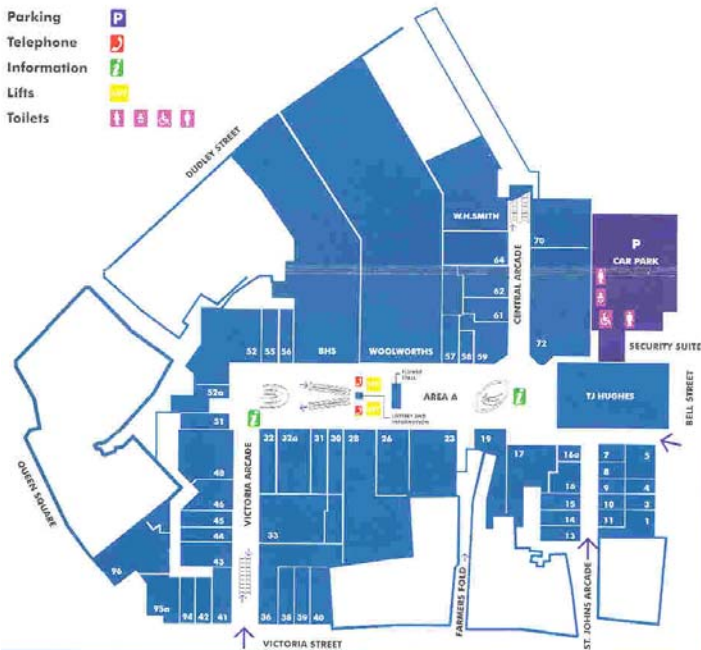 Parking P
Telephone
Information i
Lifts LIFT
Toilets
DUDLEY STREET
W.H.SMITH
70
P
CAR PARK
64
CENTRAL ARCADE
62
61
52 55 56 BHS WOOLWORTHS 57 58 59 72
SECURITY SUITE
FLOWER STALL
52a
AREA A
TJ HUGHES
BELL STREET
LOTTERY AND INFORMATION
51
i
i
32 32a 31 30 28 26 23 19 17 16a 7 5
VICTORIA ARCADE
48
8
16 9 4
46
15 10 3
45
14 11 1
44
33
13
QUEEN SQUARE
43
96
95a 94 42 41 36 38 39 40
FARMERS FOLD
ST. JOHNS ARCADE
VICTORIA STREET